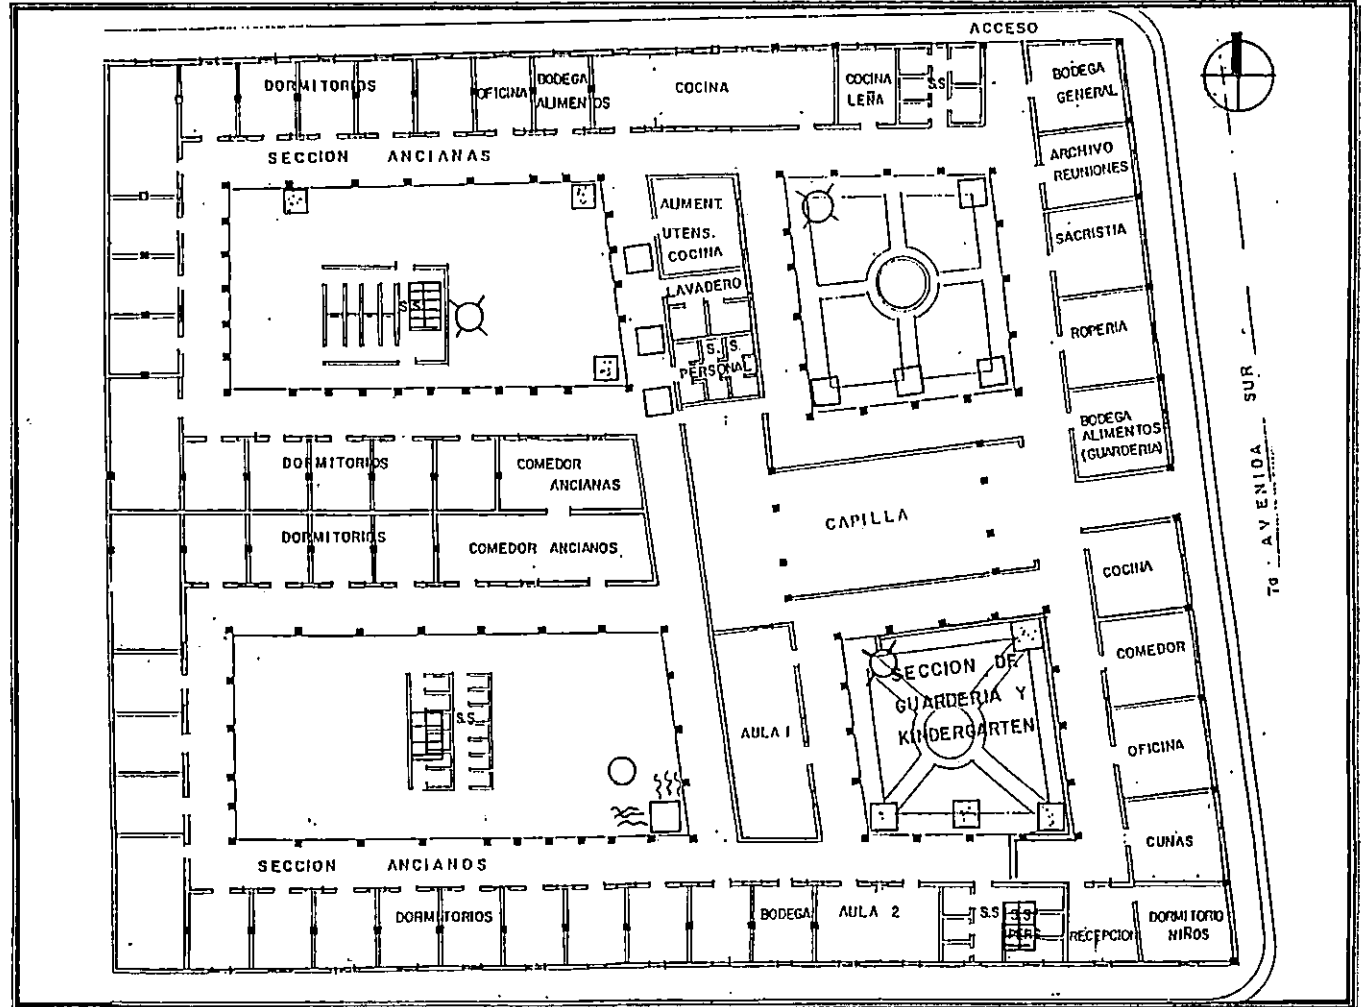 ACCESO
DORMITORIOS
OFICINA
BODEGA
ALIMENTOS
COCINA
COCINA
LEÑA
S.S
BODEGA
GENERAL
SECCION ANCIANAS
ARCHIVO
REUNIONES
ALIMENT.
UTENS.
COCINA
SACRISTIA
LAVADERO
S.S
ROPERIA
S. S.
PERSONAL
7a AVENIDA SUR
BODEGA
ALIMENTOS
(GUARDERIA)
DORMITORIOS
COMEDOR
ANCIANAS
CAPILLA
DORMITORIOS
COMEDOR ANCIANOS
COCINA
COMEDOR
SECCION DE
GUARDERIA Y
KINDERGARTEN
S.S
AULA 1
OFICINA
CUNAS
SECCION ANCIANOS
DORMITORIOS
BODEGA
AULA 2
S.S
S.S
PERS
RECEPCION
DORMITORIO
NIÑOS